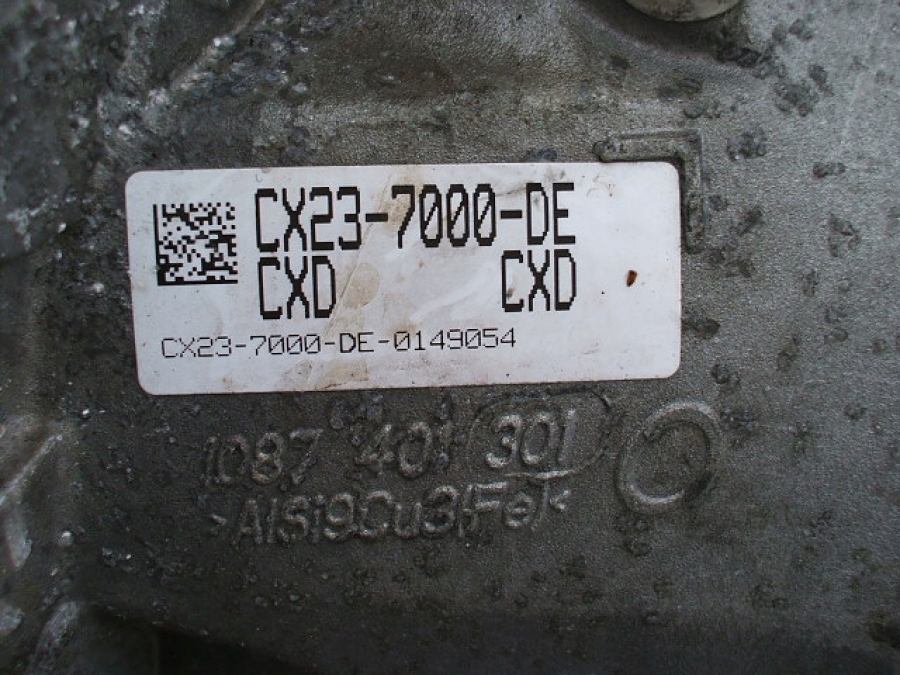 CX23-7000-DE
CXD CXD
CX23-7000-DE-0149054
1087 401 301
>AlSi9Cu3(Fe)<